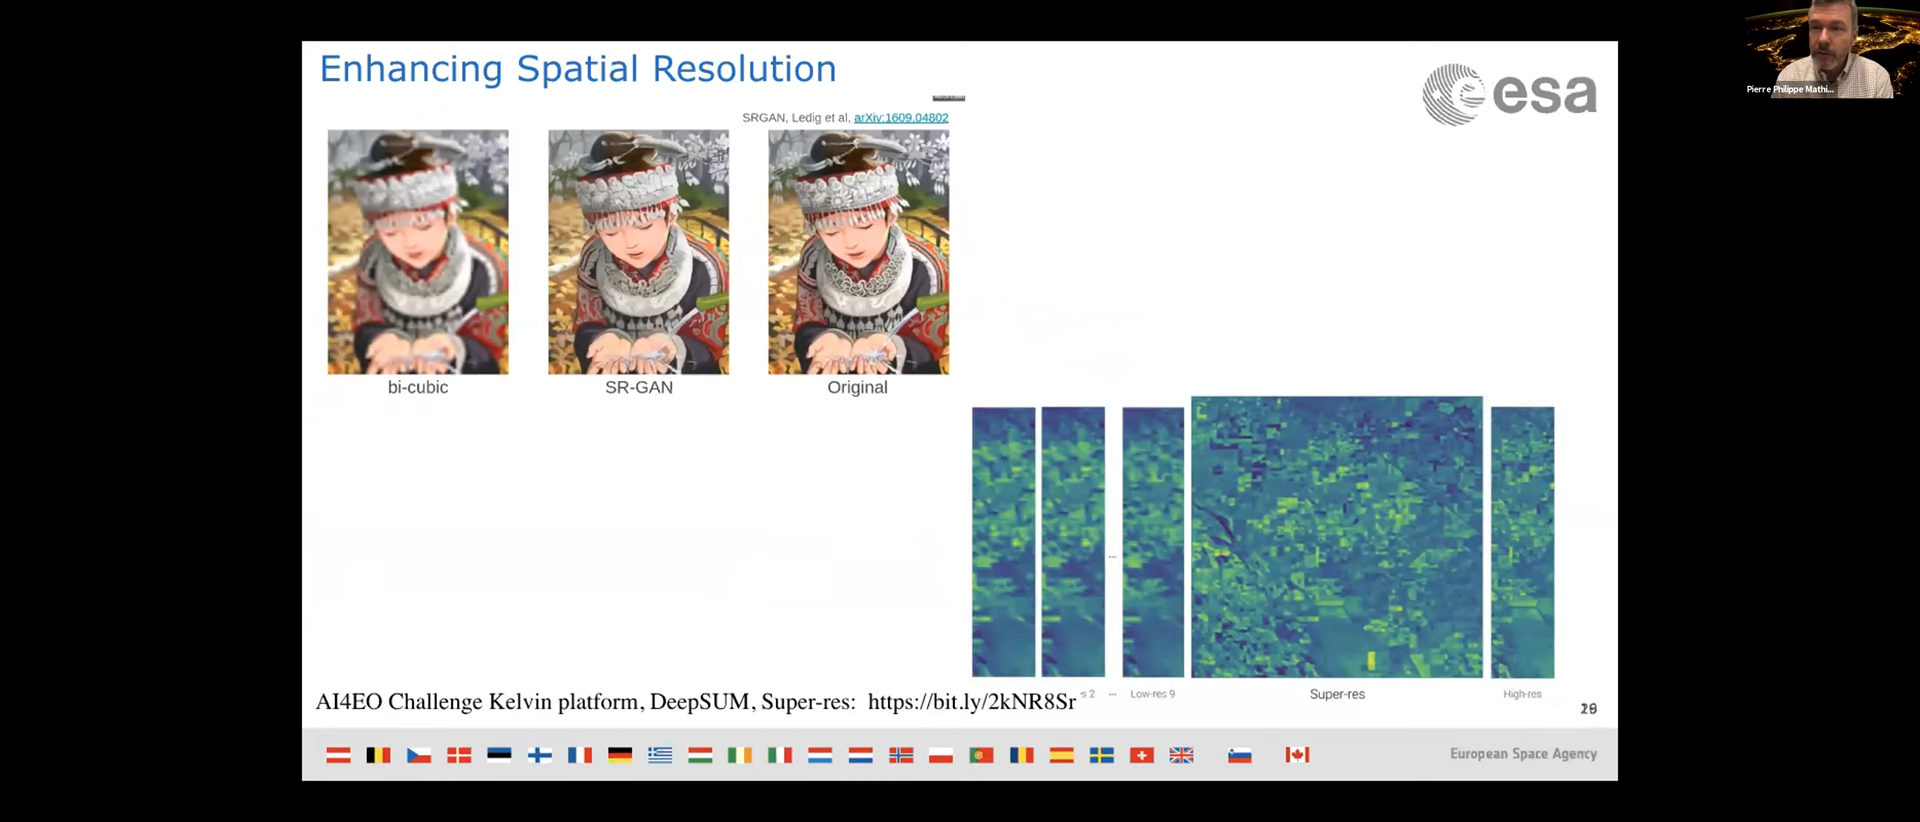 Enhancing Spatial Resolution
esa
Pierre Philippe Mathi...
SRGAN, Ledig et al, arXiv:1609.04802
bi-cubic
SR-GAN
Original
...
s 2 ... Low-res 9
Super-res
High-res
AI4EO Challenge Kelvin platform, DeepSUM, Super-res: https://bit.ly/2kNR8Sr
European Space Agency